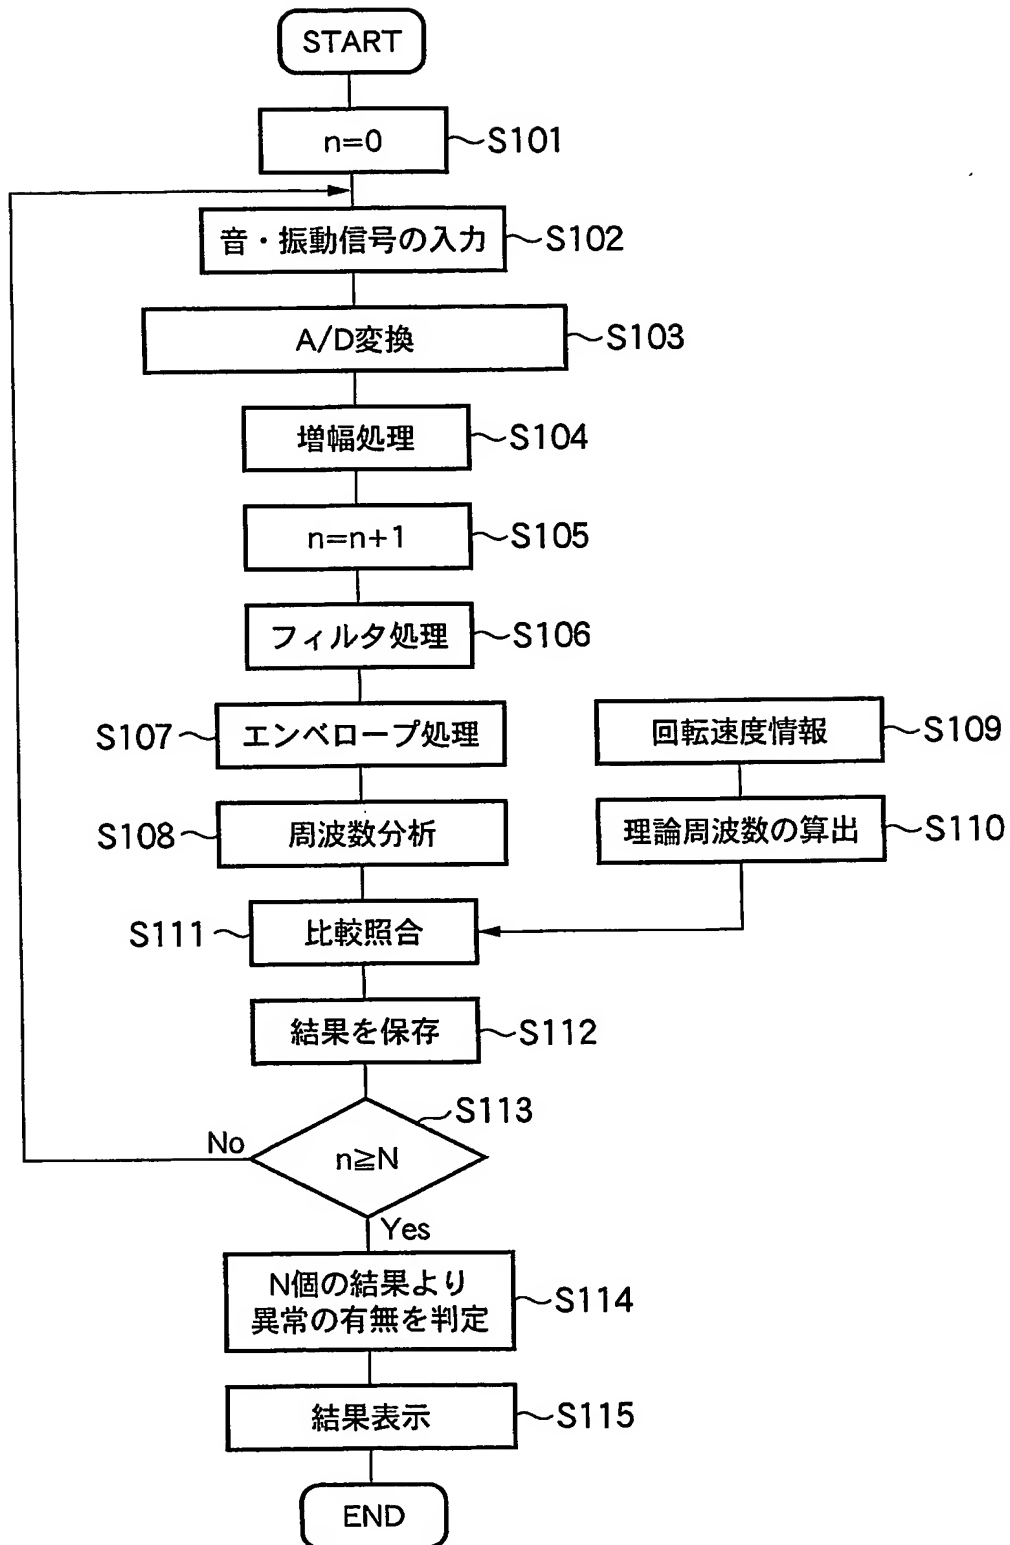 START
n=0
S101
音・振動信号の入力
S102
A/D変換
S103
増幅処理
S104
n=n+1
S105
フィルタ処理
S106
S107
エンベロープ処理
回転速度情報
S109
S108
周波数分析
理論周波数の算出
S110
S111
比較照合
結果を保存
S112
S113
No
n≧N
Yes
N個の結果より
異常の有無を判定
S114
結果表示
S115
END